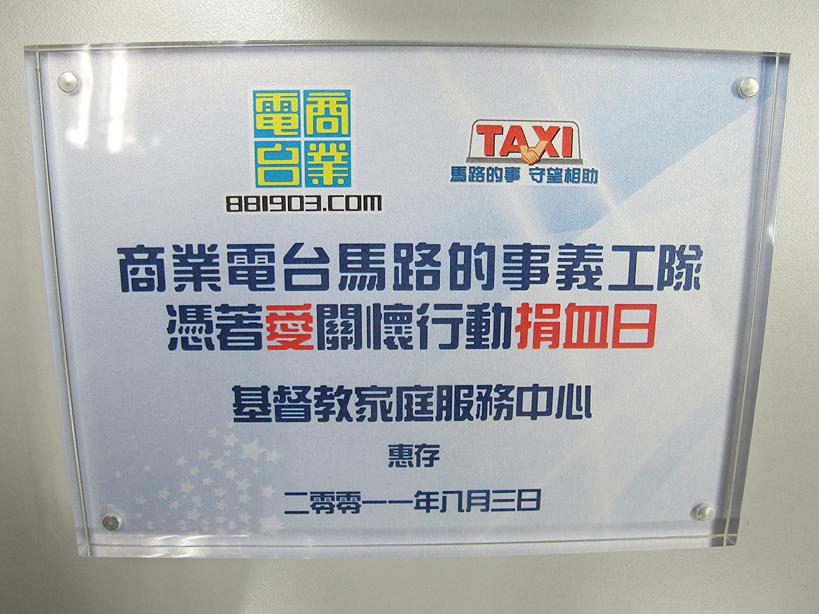 電商
台業
881903.COM
TAXI
馬路的事 守望相助
商業電台馬路的事義工隊
憑著愛關懷行動捐血日
基督教家庭服務中心
惠存
二零零一一年八月三日